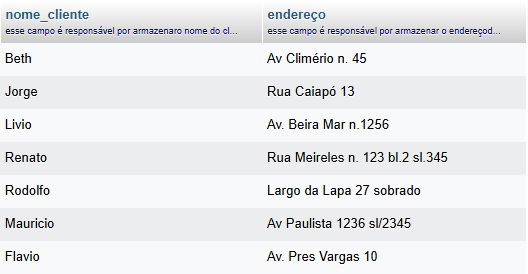 nome_cliente endereço
esse campo é responsável por armazenaro nome do cl... esse campo é responsável por armazenar o endereçod...
Beth Av Climério n. 45
Jorge Rua Caiapó 13
Livio Av. Beira Mar n.1256
Renato Rua Meireles n. 123 bl.2 sl.345
Rodolfo Largo da Lapa 27 sobrado
Mauricio Av Paulista 1236 sl/2345
Flavio Av. Pres Vargas 10